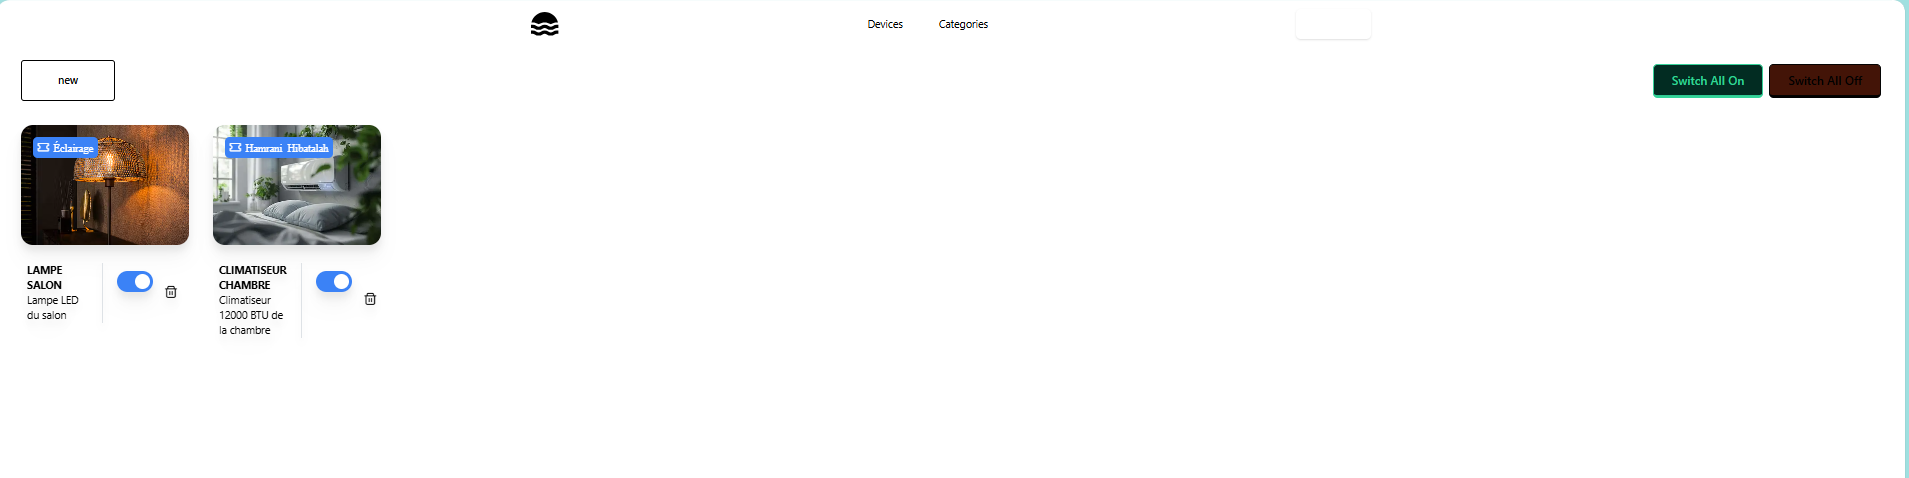 Devices
Categories
new
Switch All On
Switch All Off
Éclairage
Hamrani Hibatalah
LAMPE
SALON
Lampe LED
du salon
CLIMATISEUR
CHAMBRE
Climatiseur
12000 BTU de
la chambre